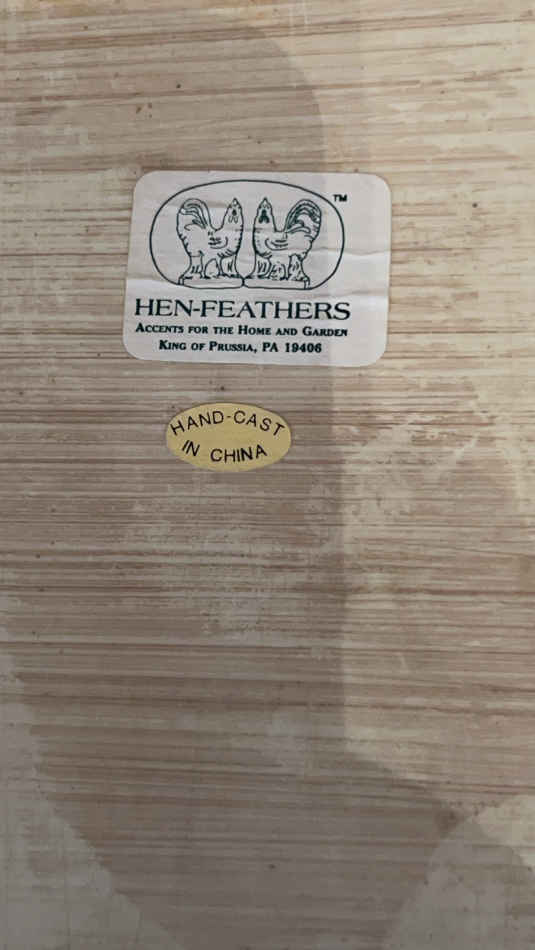 TM
HEN-FEATHERS
ACCENTS FOR THE HOME AND GARDEN
KING OF PRUSSIA, PA 19406
HAND-CAST
IN CHINA